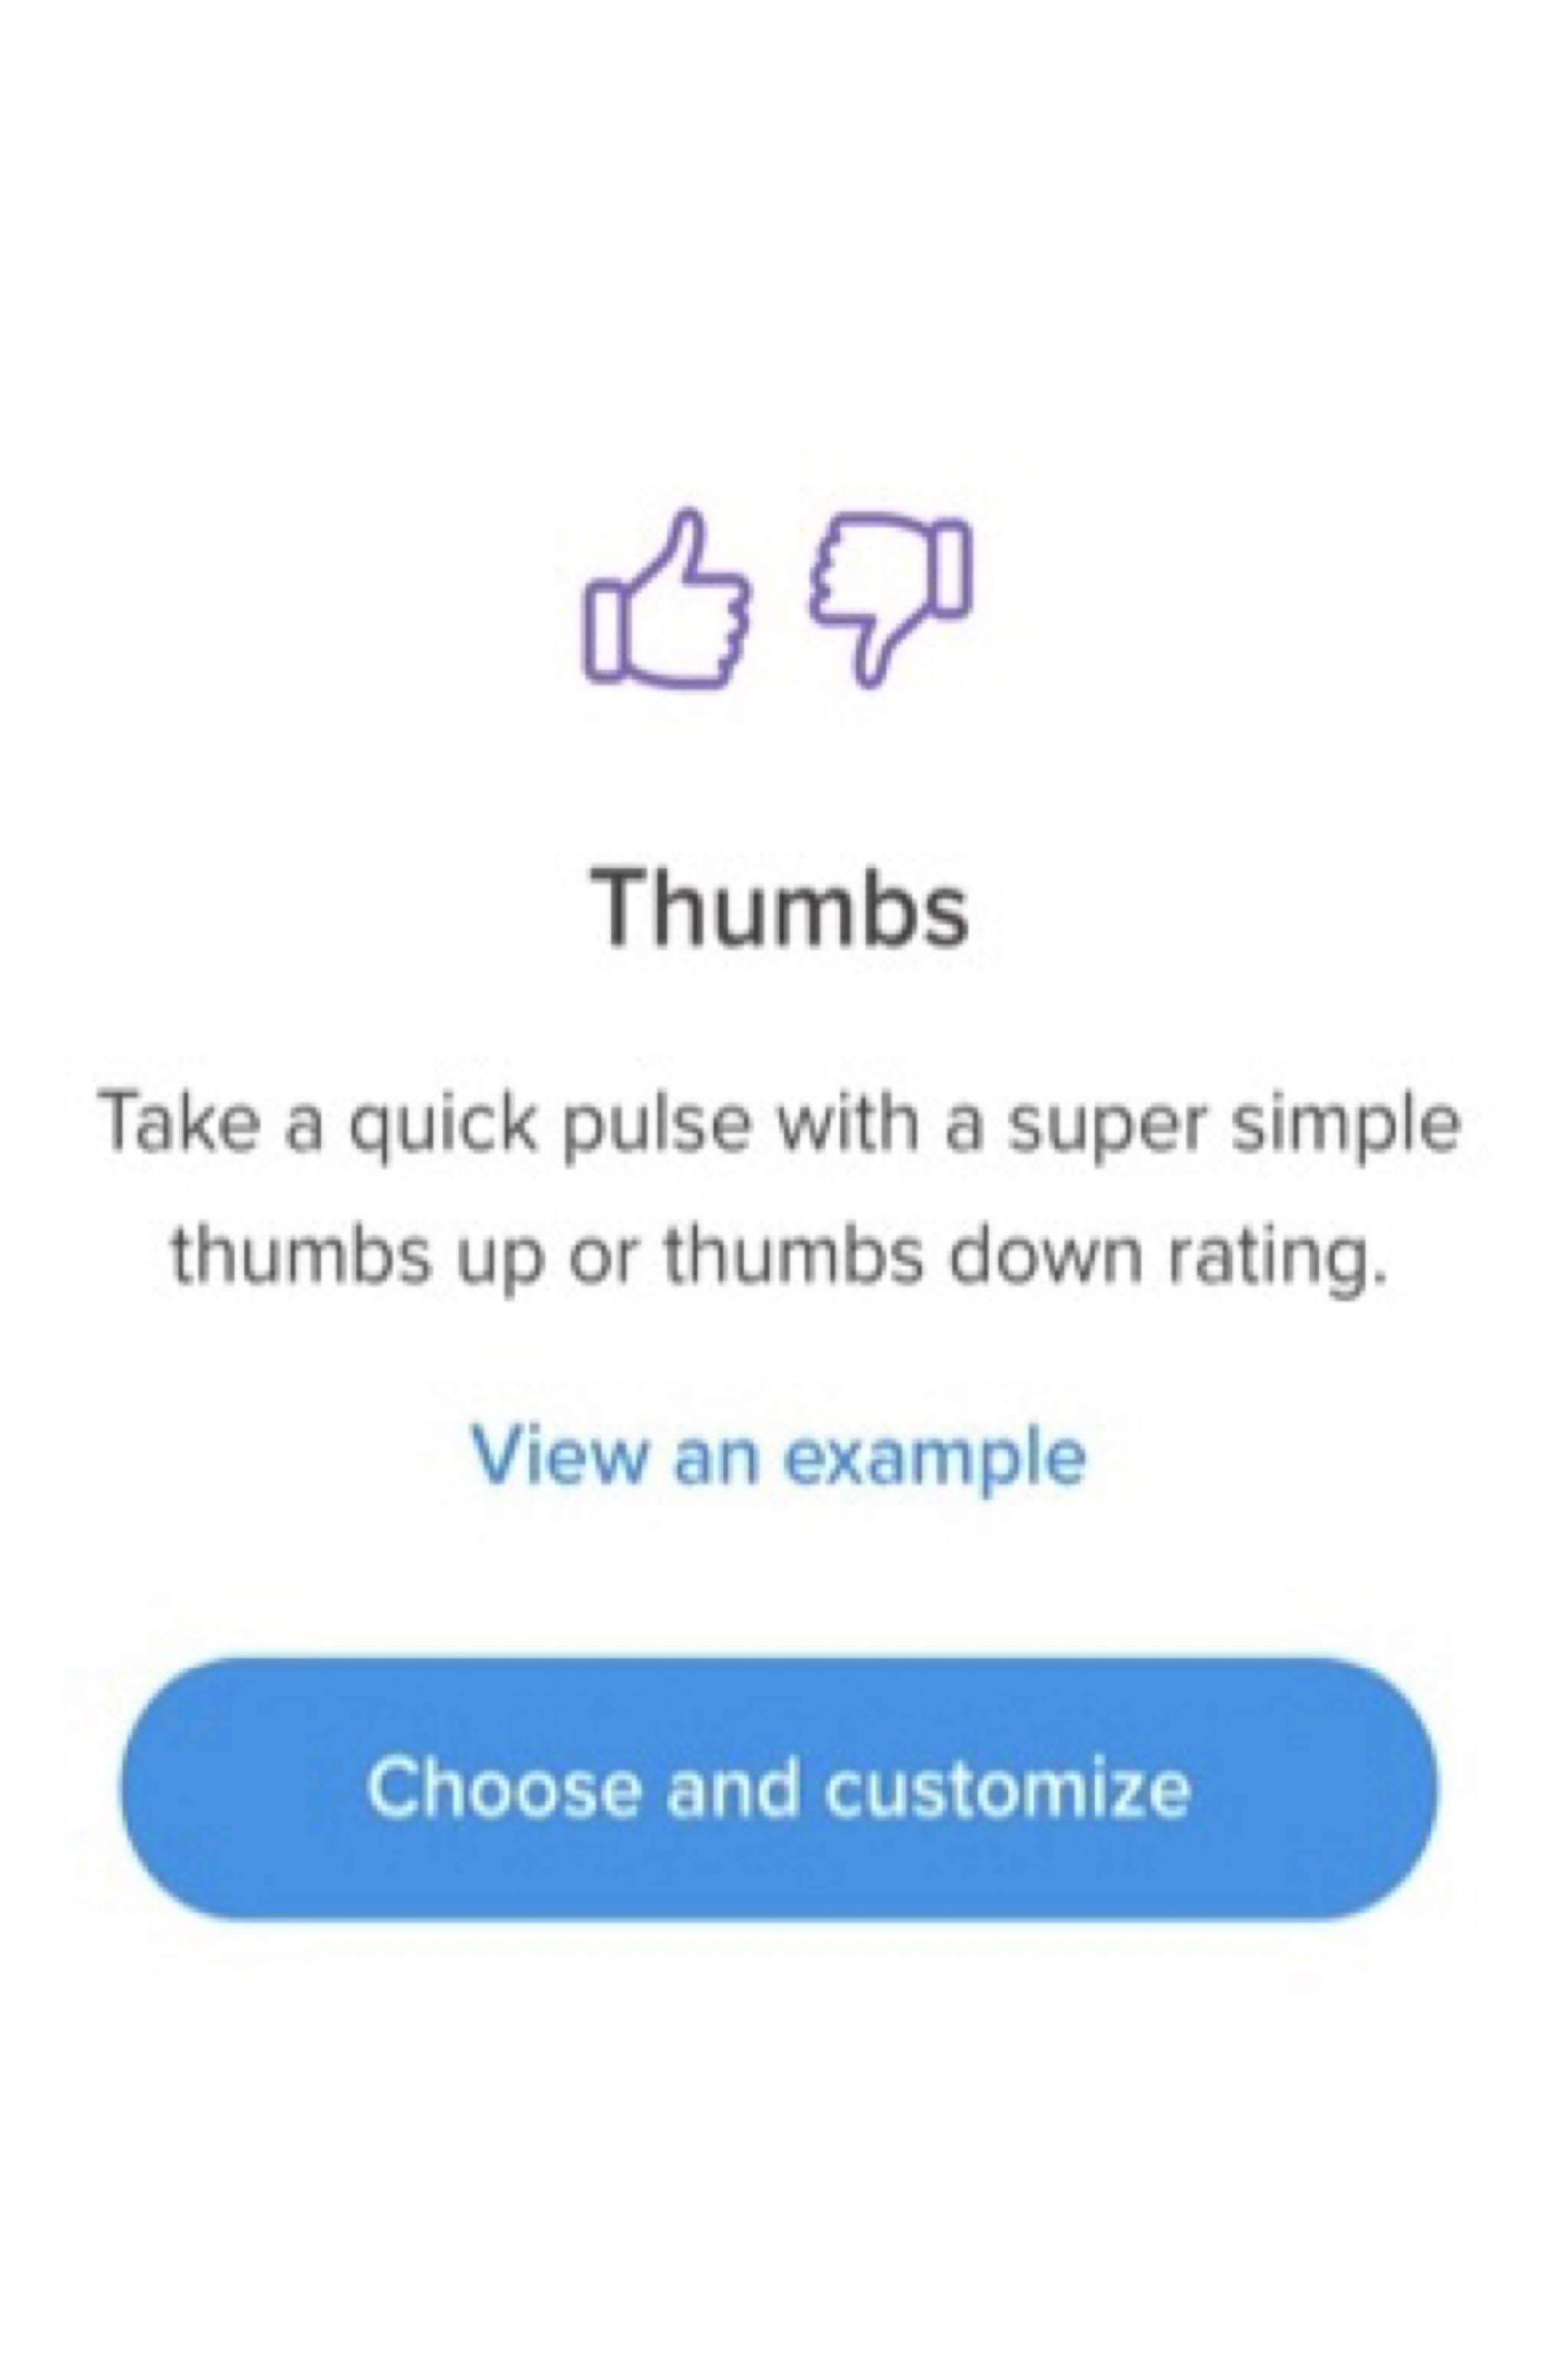 Thumbs
Take a quick pulse with a super simple
thumbs up or thumbs down rating.
View an example
Choose and customize